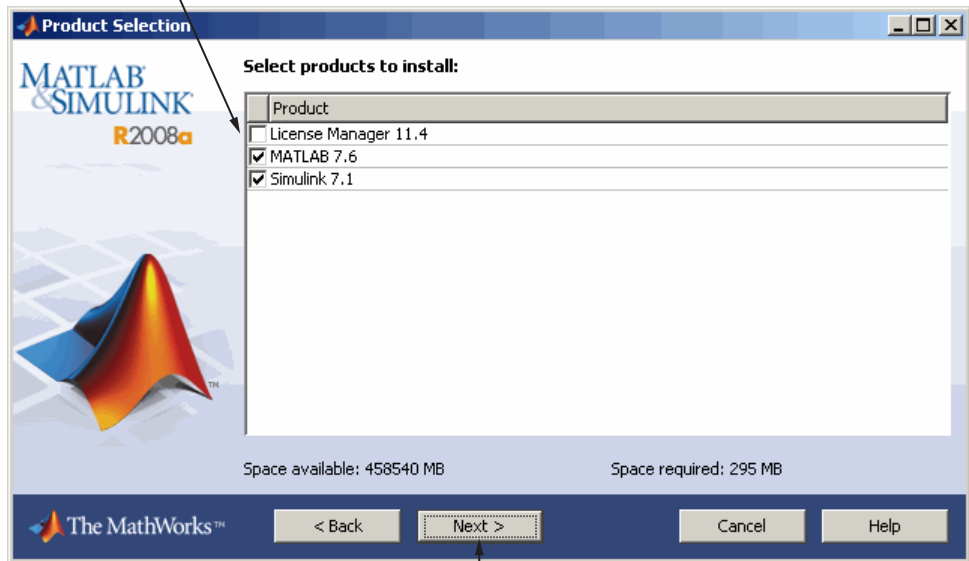 Product Selection
MATLAB
&SIMULINK
R2008a
Select products to install:
Product
License Manager 11.4
MATLAB 7.6
Simulink 7.1
TM
Space available: 458540 MB
Space required: 295 MB
The MathWorks™
< Back
Next >
Cancel
Help